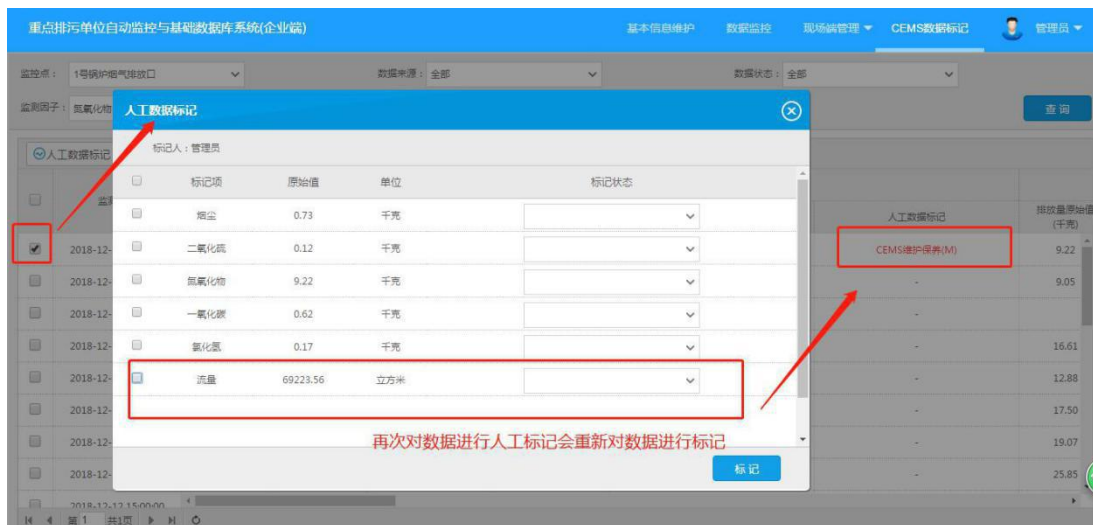 重点排污单位自动监控与基础数据库系统(企业端)
基本信息维护 数据监控 现场端管理 CEMS数据标记 管理员
监控点： 1号锅炉烟气排放口 数据来源： 全部 数据状态： 全部
监测因子： 氮氧化物 查询
人工数据标记
标记人：管理员
人工数据标记
标记项 原始值 单位 标记状态
烟尘 0.73 千克
二氧化硫 0.12 千克
氮氧化物 9.22 千克
一氧化碳 0.62 千克
氯化氢 0.17 千克
流量 69223.56 立方米
再次对数据进行人工标记会重新对数据进行标记
标记
人工数据标记 排放量原始值
(千克)
2018-12- CEMS维护保养(M) 9.22
2018-12- - 9.05
2018-12- -
2018-12- - 16.61
2018-12- - 12.88
2018-12- - 17.50
2018-12- - 19.07
2018-12- - 25.85
2018-12-12 15:00:00
第 1 共1页